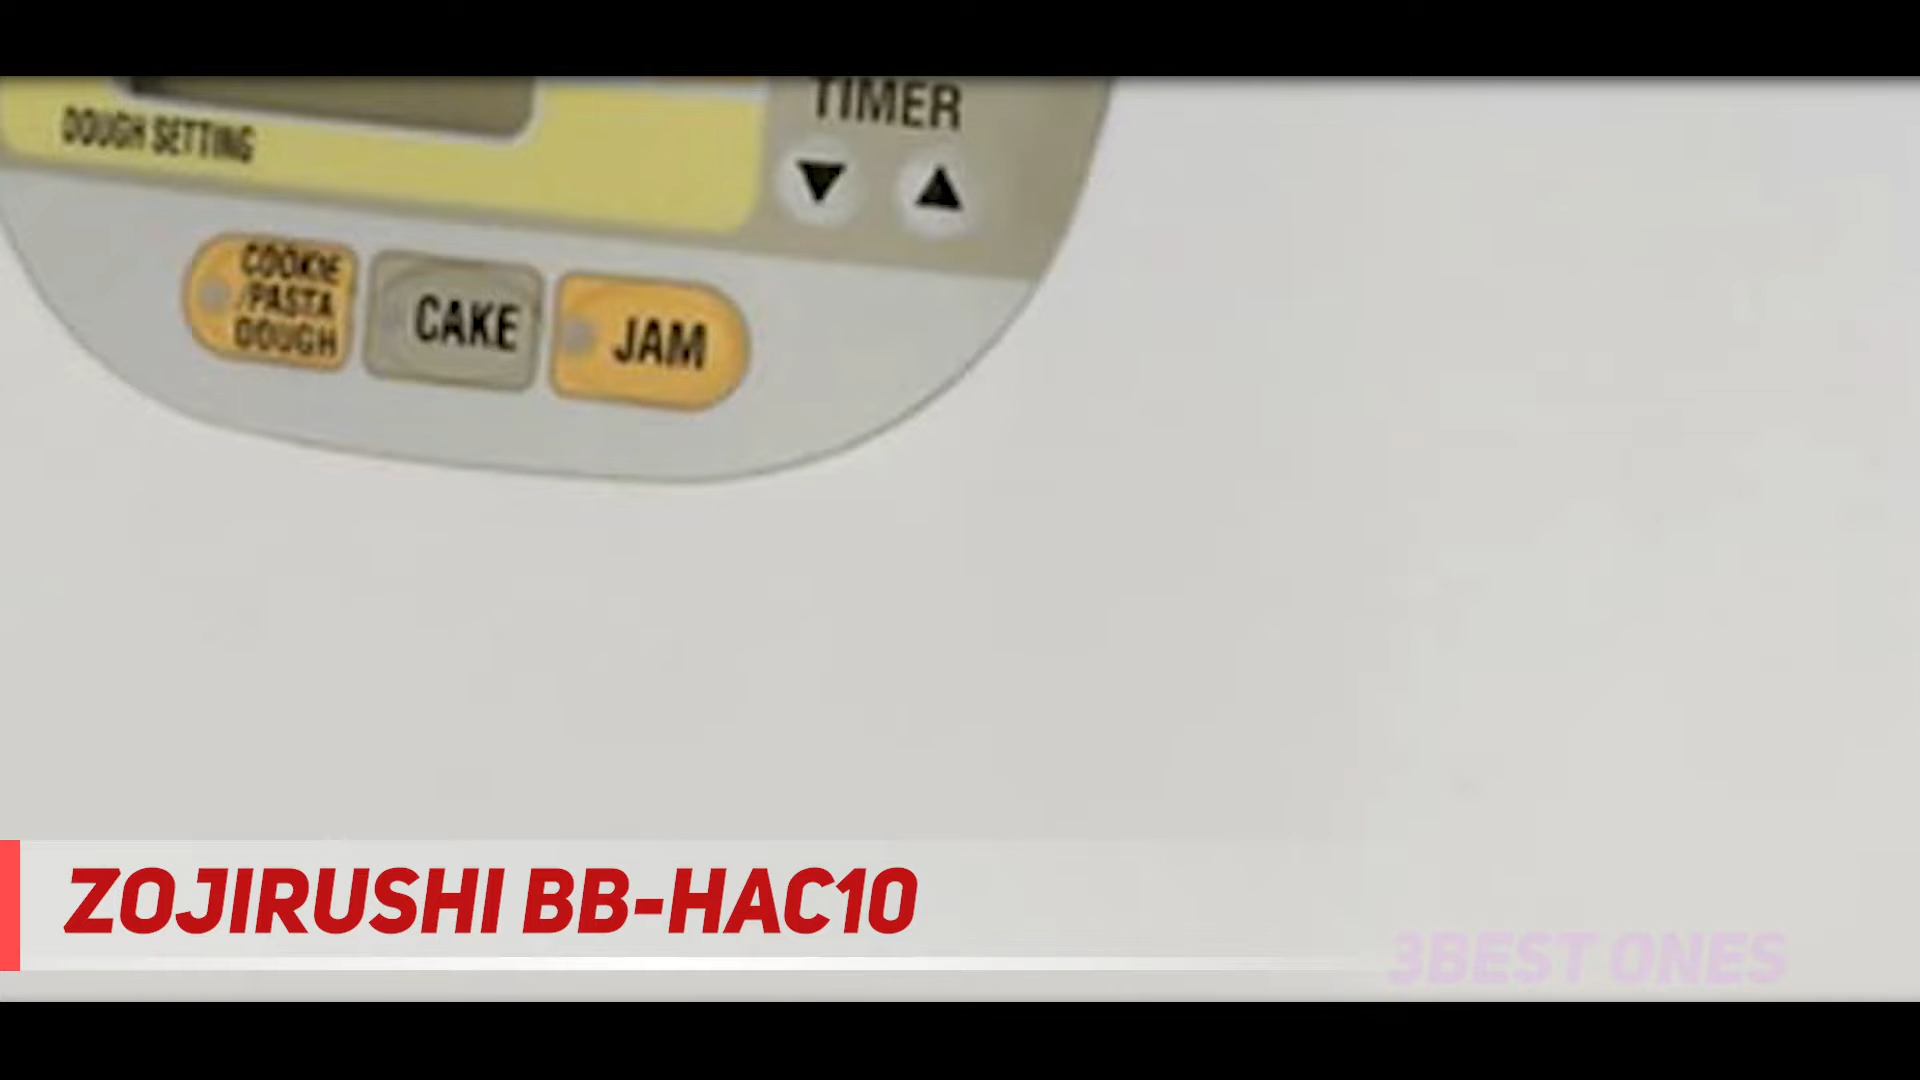 TIMER
DOUGH SETTING
▼ ▲
COOKIE
/PASTA
DOUGH
CAKE
JAM
ZOJIRUSHI BB-HAC10
3BEST ONES